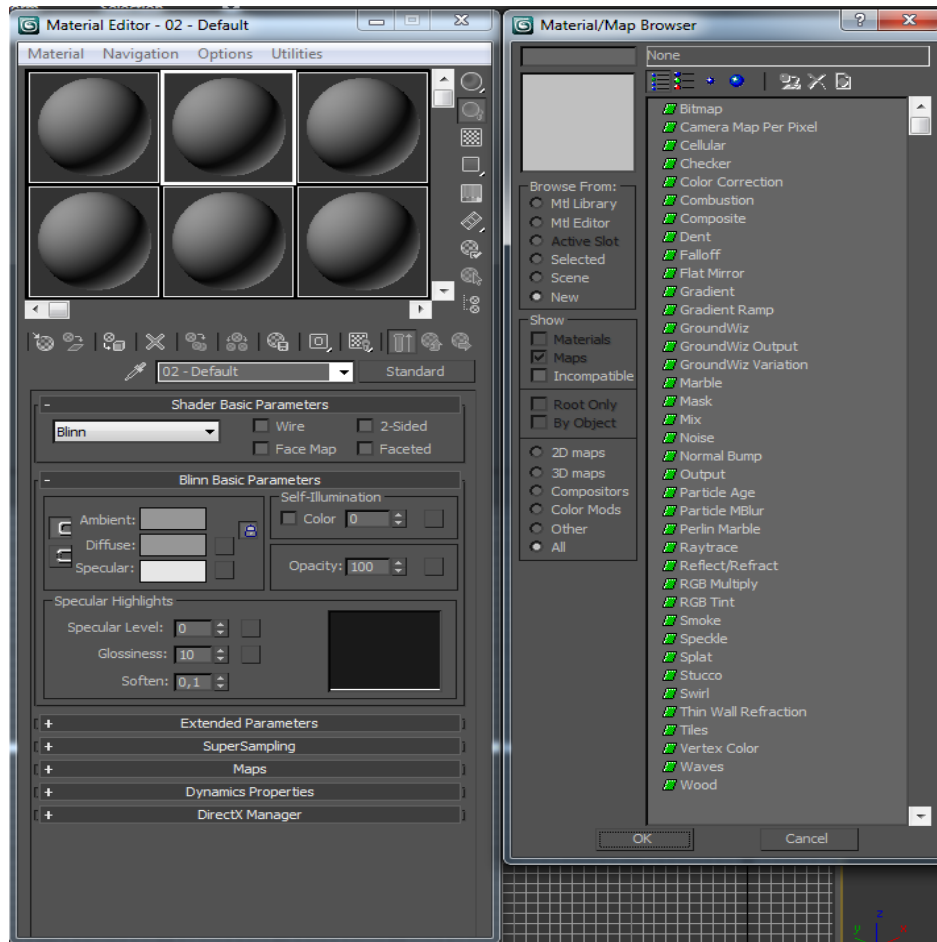 Material Editor - 02 - Default
Material Navigation Options Utilities
02 - Default Standard
- Shader Basic Parameters
Blinn Wire 2-Sided
Face Map Faceted
- Blinn Basic Parameters
Self-Illumination
Ambient: Color 0
Diffuse:
Specular: Opacity: 100
Specular Highlights
Specular Level: 0
Glossiness: 10
Soften: 0,1
+ Extended Parameters
+ SuperSampling
+ Maps
+ Dynamics Properties
+ DirectX Manager
Material/Map Browser
None
Browse From:
Mtl Library
Mtl Editor
Active Slot
Selected
Scene
New
Show
Materials
Maps
Incompatible
Root Only
By Object
2D maps
3D maps
Compositors
Color Mods
Other
All
Bitmap
Camera Map Per Pixel
Cellular
Checker
Color Correction
Combustion
Composite
Dent
Falloff
Flat Mirror
Gradient
Gradient Ramp
GroundWiz
GroundWiz Output
GroundWiz Variation
Marble
Mask
Mix
Noise
Normal Bump
Output
Particle Age
Particle MBlur
Perlin Marble
Raytrace
Reflect/Refract
RGB Multiply
RGB Tint
Smoke
Speckle
Splat
Stucco
Swirl
Thin Wall Refraction
Tiles
Vertex Color
Waves
Wood
OK Cancel
z
y x